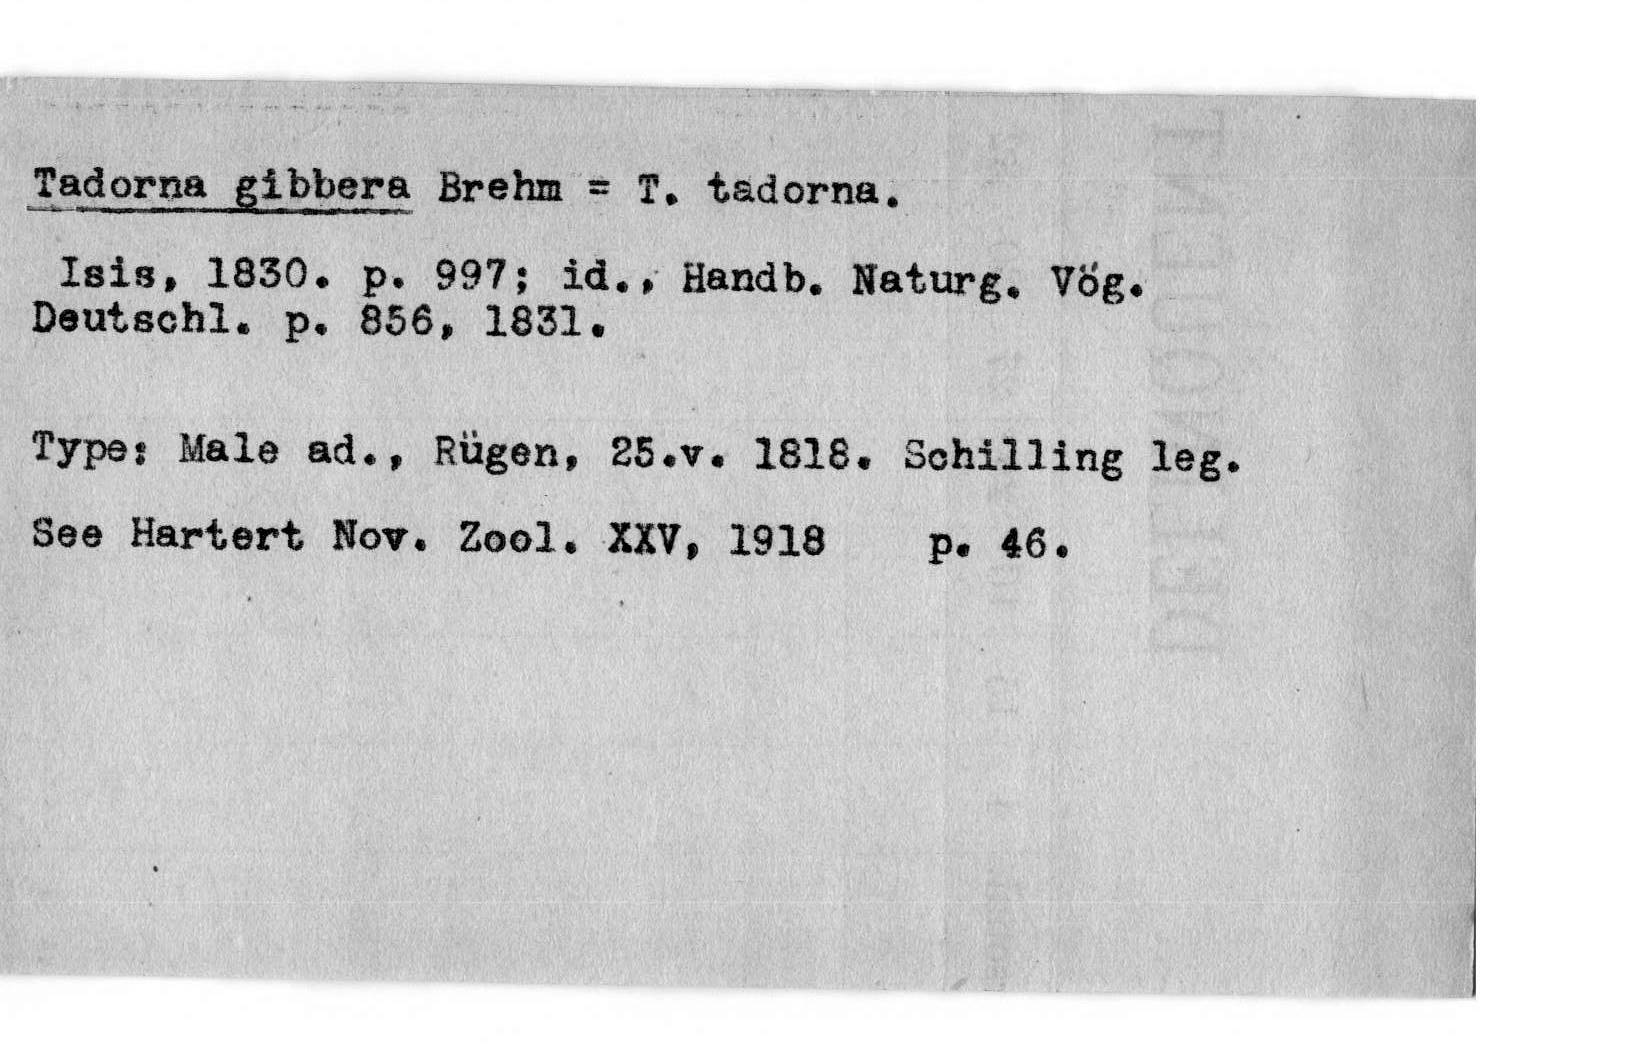 Tadorna gibbera Brehm = T. tadorna.
Isis, 1830. p. 997; id., Handb. Naturg. Vög.
Deutschl. p. 856, 1831.
Type: Male ad., Rügen, 25.v. 1818. Schilling leg.
See Hartert Nov. Zool. XXV, 1918 p. 46.